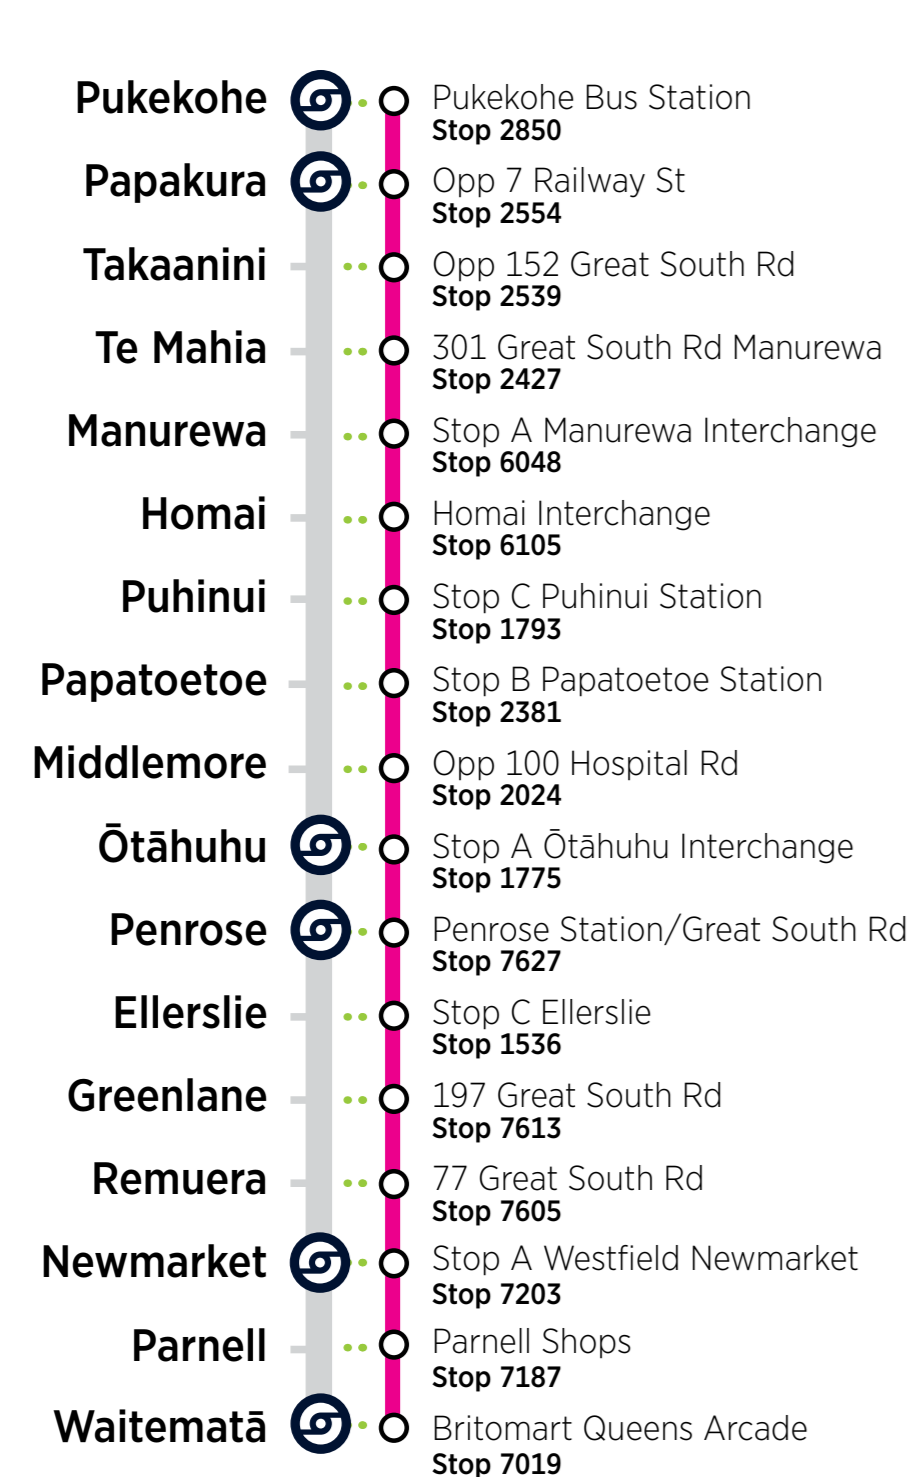 Pukekohe
Pukekohe Bus Station
Stop 2850
Papakura
Opp 7 Railway St
Stop 2554
Takaanini
Opp 152 Great South Rd
Stop 2539
Te Mahia
301 Great South Rd Manurewa
Stop 2427
Manurewa
Stop A Manurewa Interchange
Stop 6048
Homai
Homai Interchange
Stop 6105
Puhinui
Stop C Puhinui Station
Stop 1793
Papatoetoe
Stop B Papatoetoe Station
Stop 2381
Middlemore
Opp 100 Hospital Rd
Stop 2024
Ōtāhuhu
Stop A Ōtāhuhu Interchange
Stop 1775
Penrose
Penrose Station/Great South Rd
Stop 7627
Ellerslie
Stop C Ellerslie
Stop 1536
Greenlane
197 Great South Rd
Stop 7613
Remuera
77 Great South Rd
Stop 7605
Newmarket
Stop A Westfield Newmarket
Stop 7203
Parnell
Parnell Shops
Stop 7187
Waitematā
Britomart Queens Arcade
Stop 7019